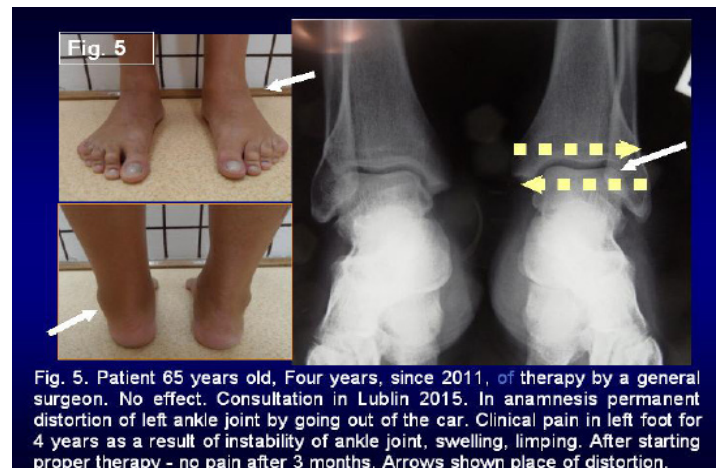 Fig. 5
Fig. 5. Patient 65 years old, Four years, since 2011, of therapy by a general
surgeon. No effect. Consultation in Lublin 2015. In anamnesis permanent
distortion of left ankle joint by going out of the car. Clinical pain in left foot for
4 years as a result of instability of ankle joint, swelling, limping. After starting
proper therapy - no pain after 3 months. Arrows shown place of distortion.